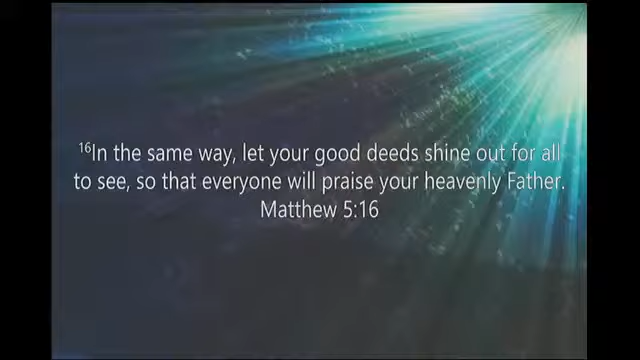 16In the same way, let your good deeds shine out for all
to see, so that everyone will praise your heavenly Father.
Matthew 5:16